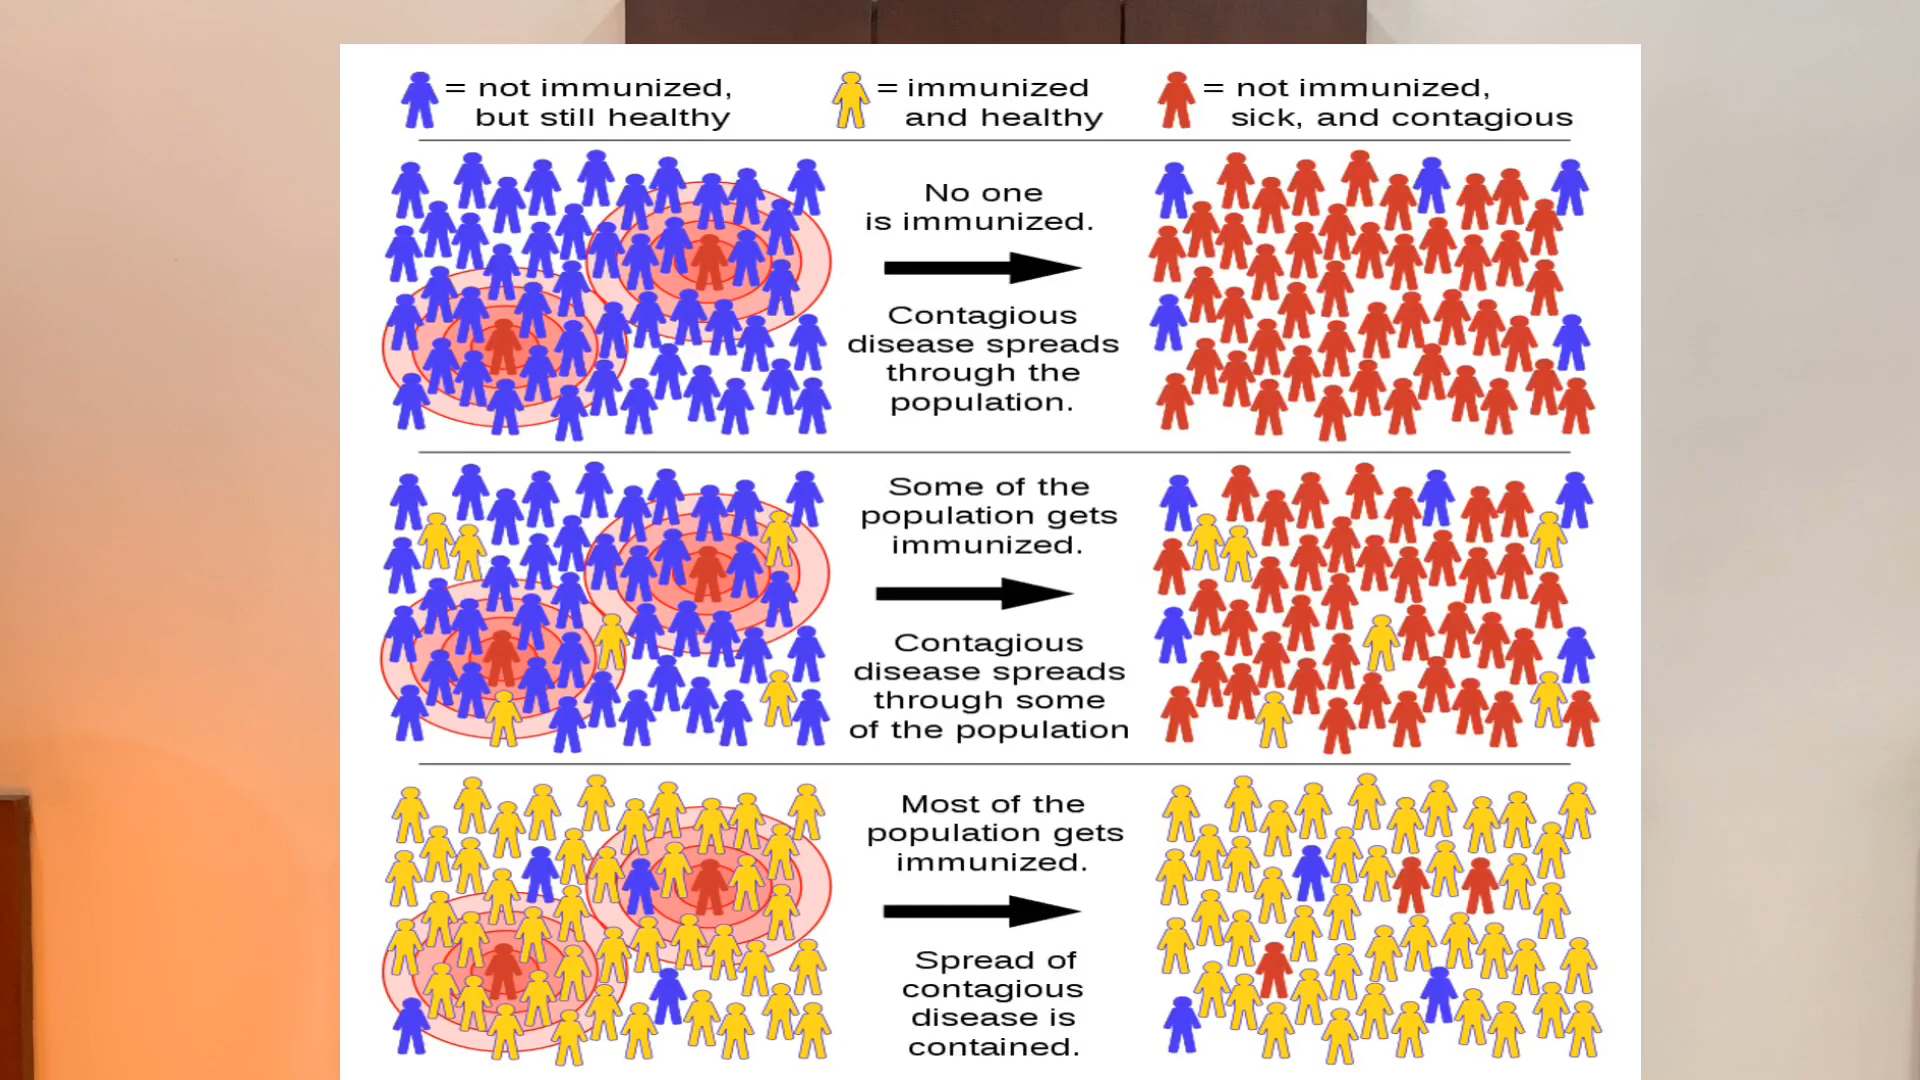 = not immunized,
but still healthy
= immunized
and healthy
= not immunized,
sick, and contagious
No one
is immunized.
Contagious
disease spreads
through the
population.
Some of the
population gets
immunized.
Contagious
disease spreads
through some
of the population
Most of the
population gets
immunized.
Spread of
contagious
disease is
contained.